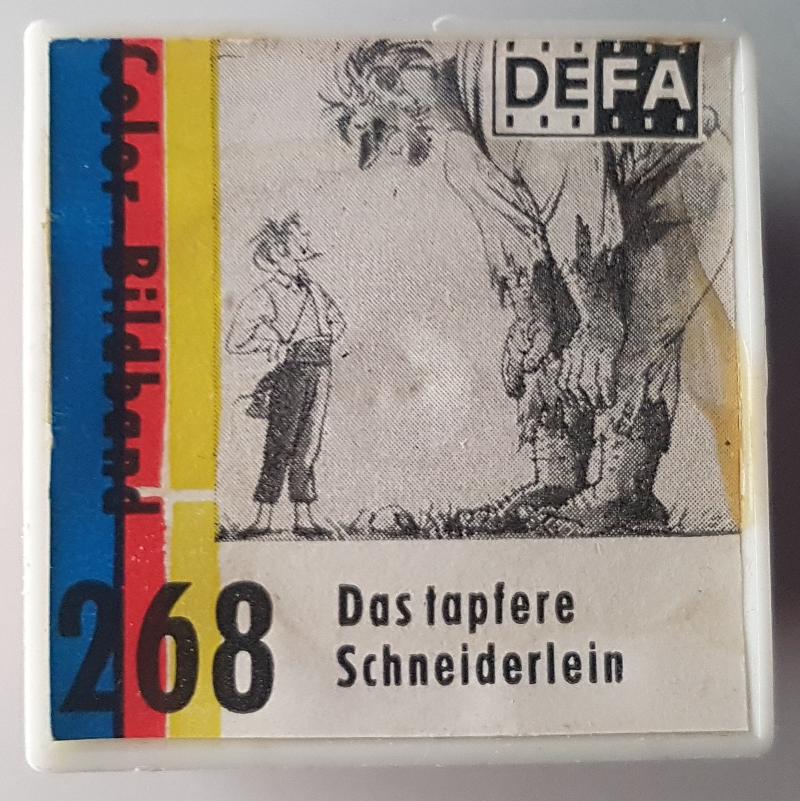 DEFA
Color-Bildband
268
Das tapfere
Schneiderlein